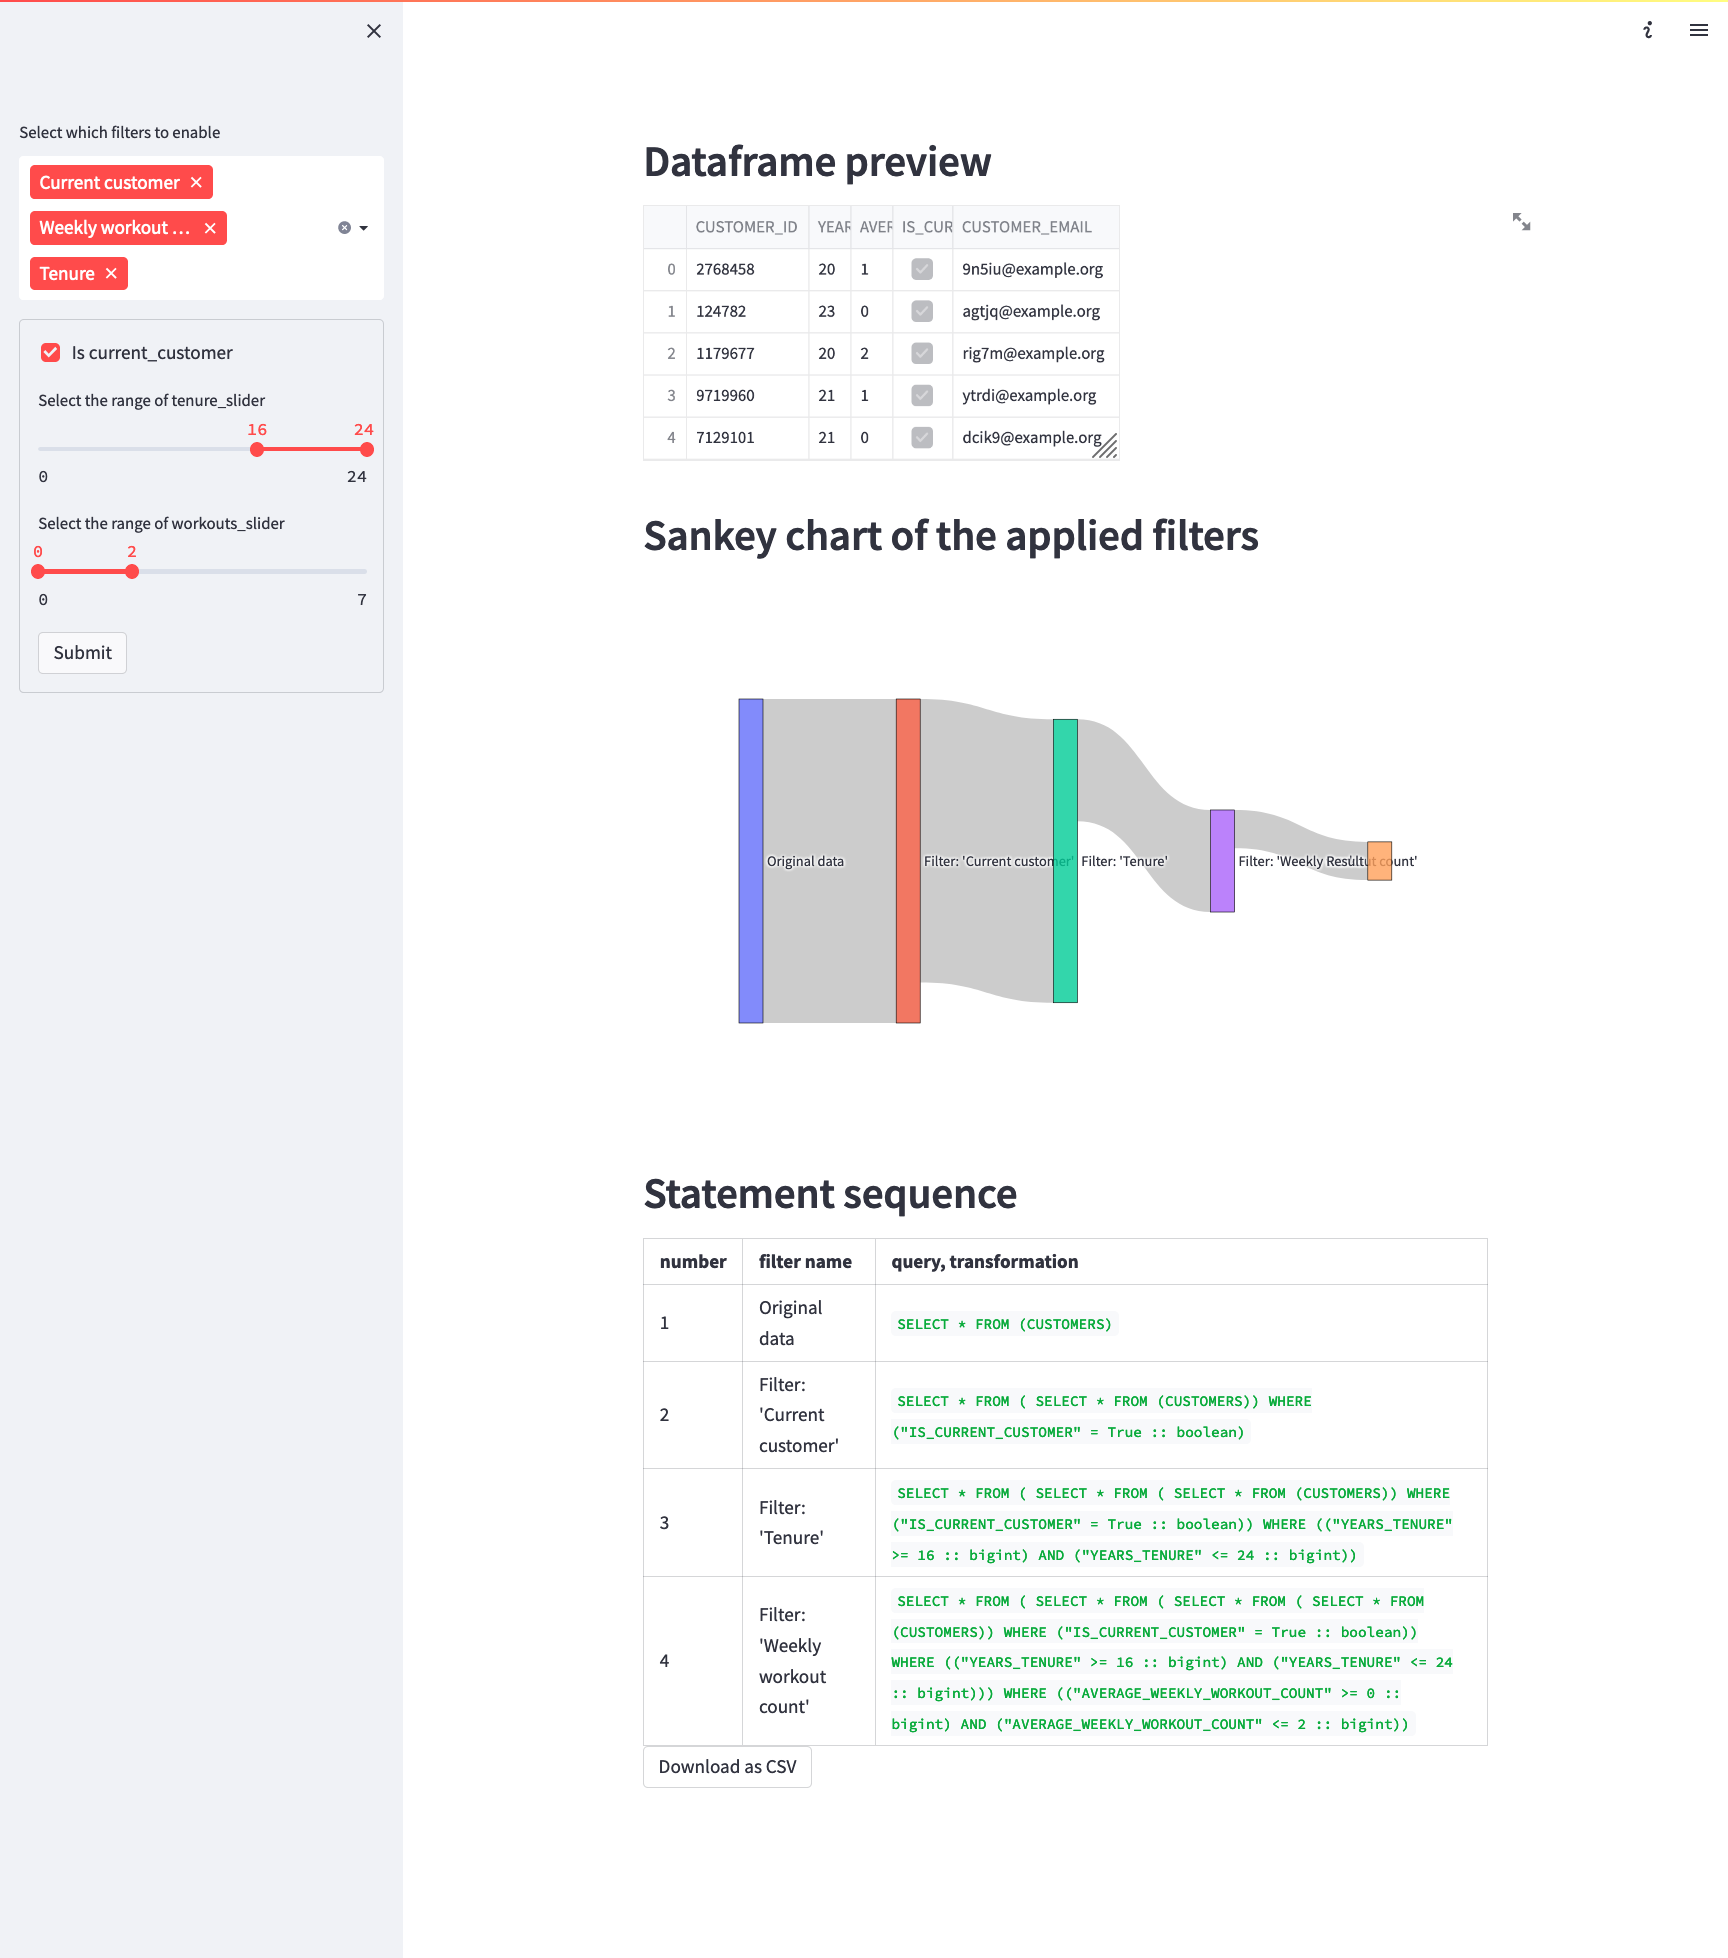 Select which filters to enable
Current customer
Weekly workout ...
Tenure
Is current_customer
Select the range of tenure_slider
16 24
0 24
Select the range of workouts_slider
0 2
0 7
Submit
Dataframe preview
CUSTOMER_ID YEAR AVER IS_CUR CUSTOMER_EMAIL
0 2768458 20 1 9n5iu@example.org
1 124782 23 0 agtjq@example.org
2 1179677 20 2 rig7m@example.org
3 9719960 21 1 ytrdi@example.org
4 7129101 21 0 dcik9@example.org
Sankey chart of the applied filters
Original data Filter: 'Current customer' Filter: 'Tenure' Filter: 'Weekly count'
Statement sequence
number filter name query, transformation
1 Original data SELECT * FROM (CUSTOMERS)
2 Filter: 'Current customer' SELECT * FROM ( SELECT * FROM (CUSTOMERS)) WHERE
("IS_CURRENT_CUSTOMER" = True :: boolean)
3 Filter: 'Tenure' SELECT * FROM ( SELECT * FROM ( SELECT * FROM (CUSTOMERS)) WHERE
("IS_CURRENT_CUSTOMER" = True :: boolean)) WHERE (("YEARS_TENURE"
>= 16 :: bigint) AND ("YEARS_TENURE" <= 24 :: bigint))
4 Filter: 'Weekly workout count' SELECT * FROM ( SELECT * FROM ( SELECT * FROM ( SELECT * FROM
(CUSTOMERS)) WHERE ("IS_CURRENT_CUSTOMER" = True :: boolean))
WHERE (("YEARS_TENURE" >= 16 :: bigint) AND ("YEARS_TENURE" <= 24
:: bigint))) WHERE (("AVERAGE_WEEKLY_WORKOUT_COUNT" >= 0 ::
bigint) AND ("AVERAGE_WEEKLY_WORKOUT_COUNT" <= 2 :: bigint))
Download as CSV